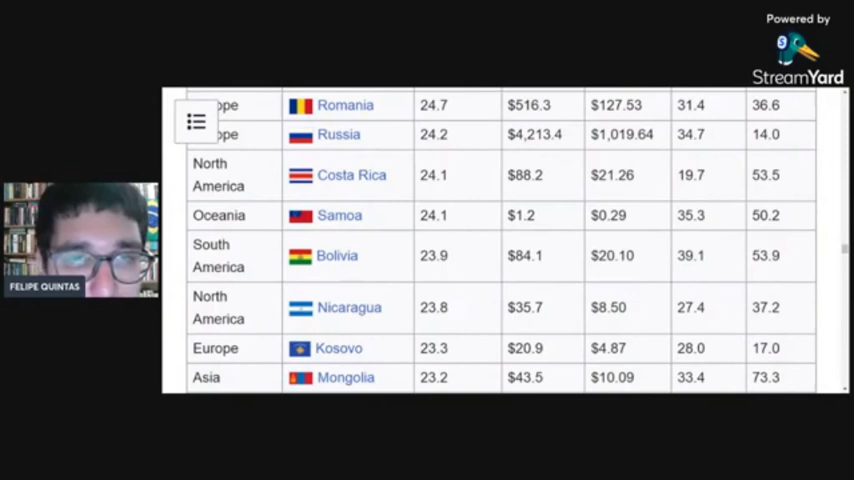 Powered by
StreamYard
ope Romania 24.7 $516.3 $127.53 31.4 36.6
ope Russia 24.2 $4,213.4 $1,019.64 34.7 14.0
North America Costa Rica 24.1 $88.2 $21.26 19.7 53.5
Oceania Samoa 24.1 $1.2 $0.29 35.3 50.2
South America Bolivia 23.9 $84.1 $20.10 39.1 53.9
North America Nicaragua 23.8 $35.7 $8.50 27.4 37.2
Europe Kosovo 23.3 $20.9 $4.87 28.0 17.0
Asia Mongolia 23.2 $43.5 $10.09 33.4 73.3
FELIPE QUINTAS